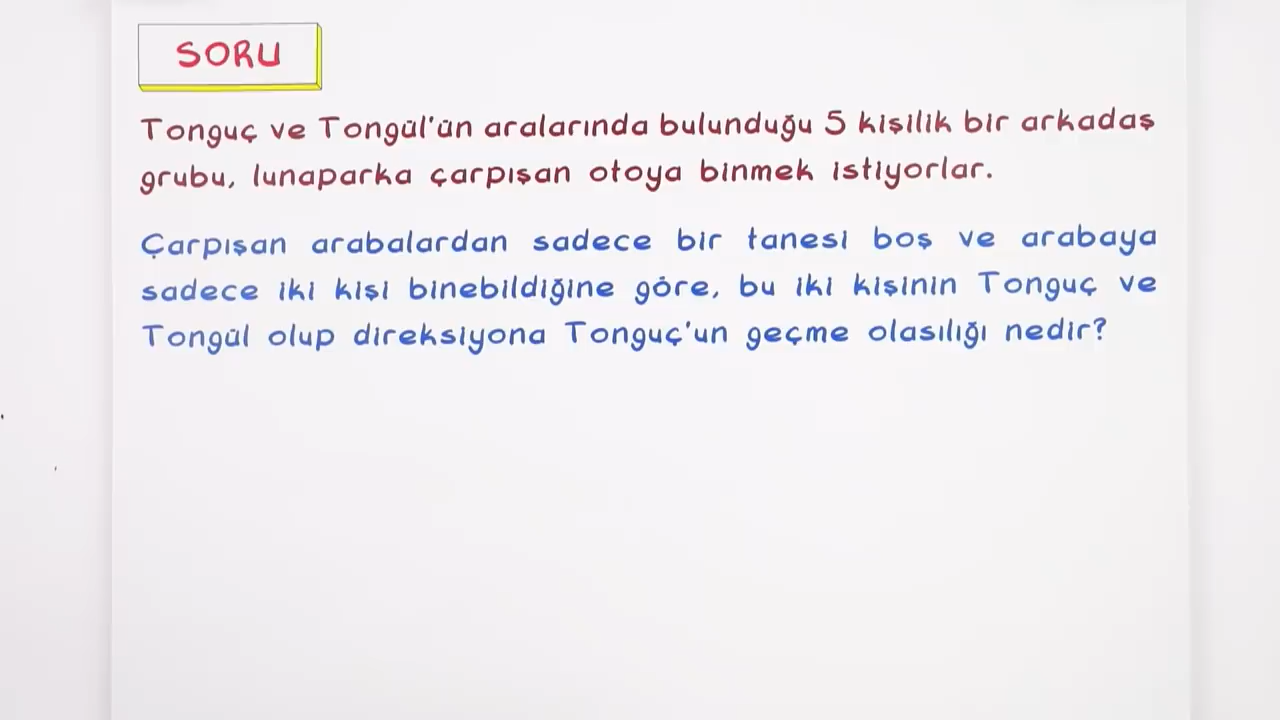 SORU
Tonguç ve Tongül'ün aralarında bulunduğu 5 kişilik bir arkadaş
grubu, lunaparka çarpışan otoya binmek istiyorlar.
Çarpışan arabalardan sadece bir tanesi boş ve arabaya
sadece iki kişi binebildiğine göre, bu iki kişinin Tonguç ve
Tongül olup direksiyona Tonguç'un geçme olasılığı nedir?